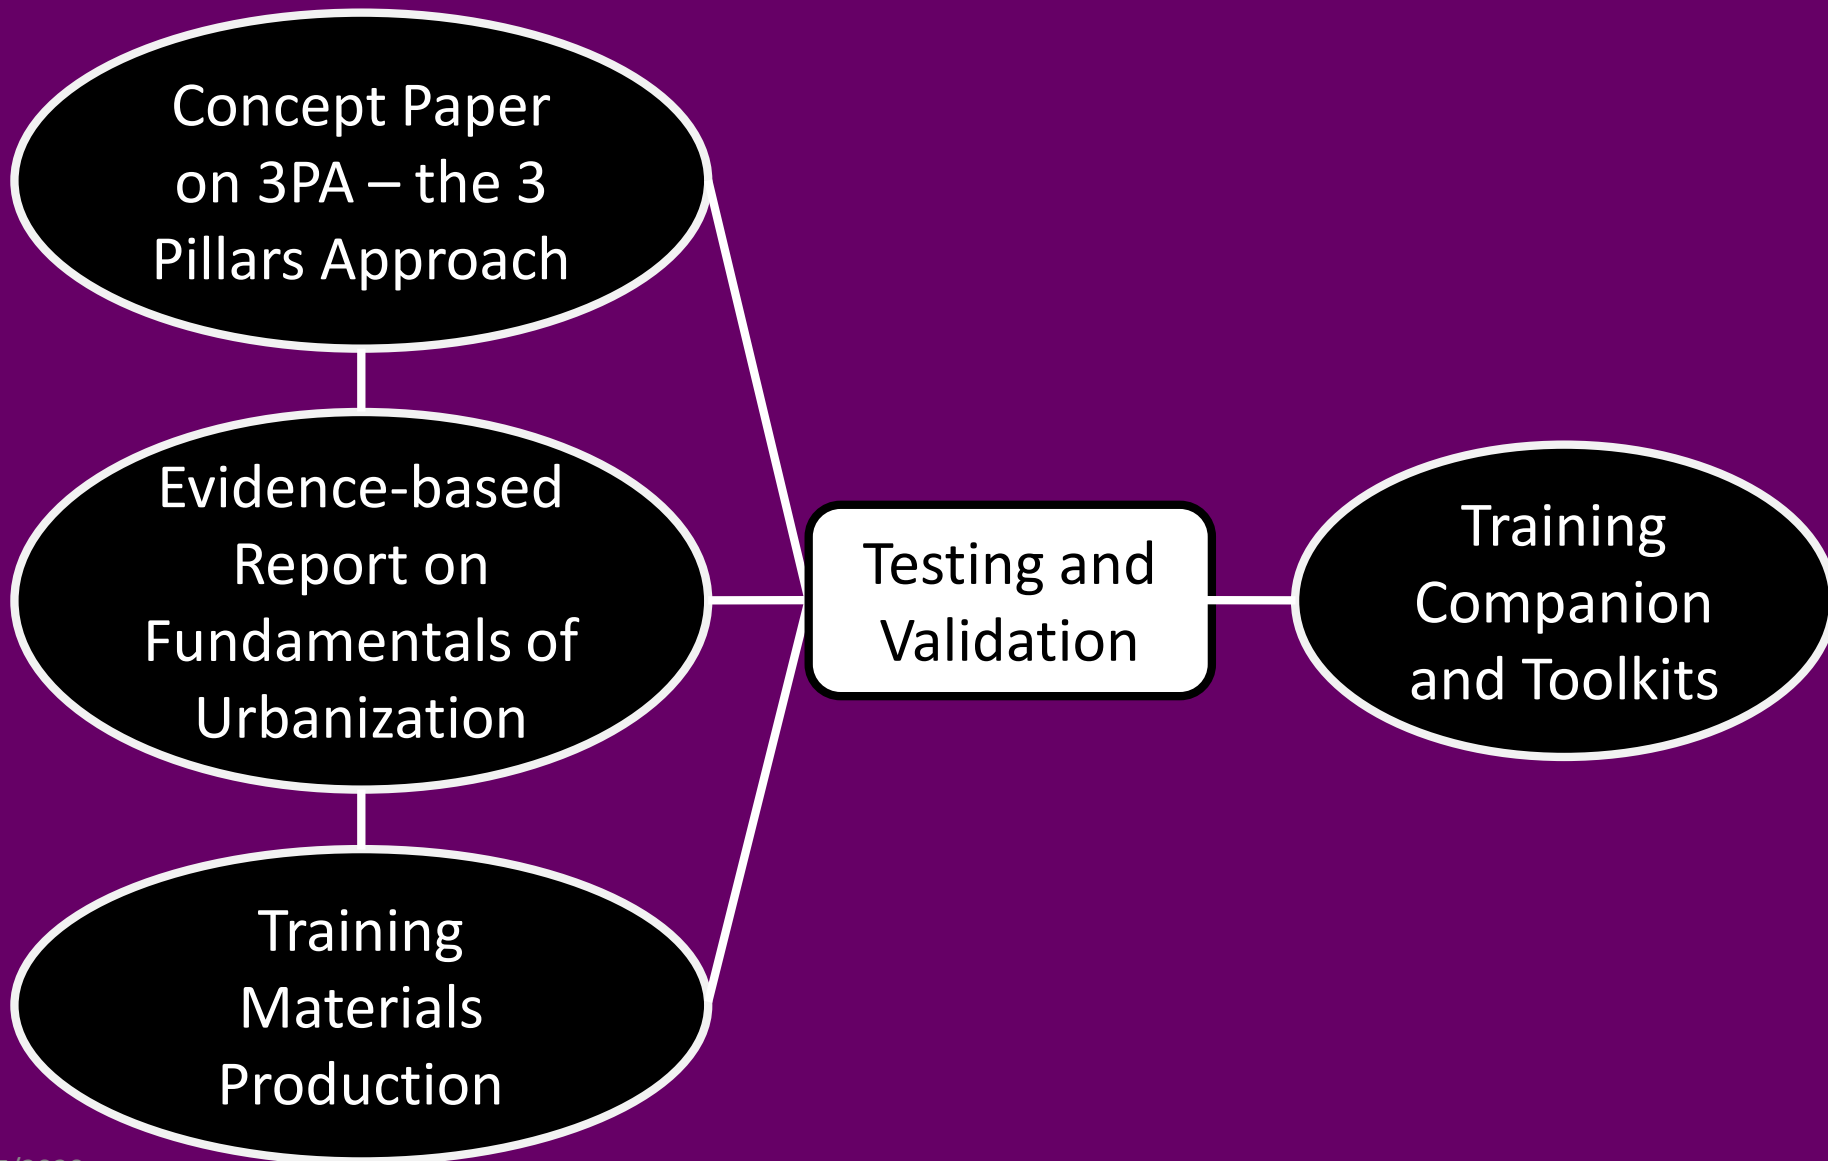 Concept Paper
on 3PA – the 3
Pillars Approach
Evidence-based
Report on
Fundamentals of
Urbanization
Training
Materials
Production
Testing and
Validation
Training
Companion
and Toolkits